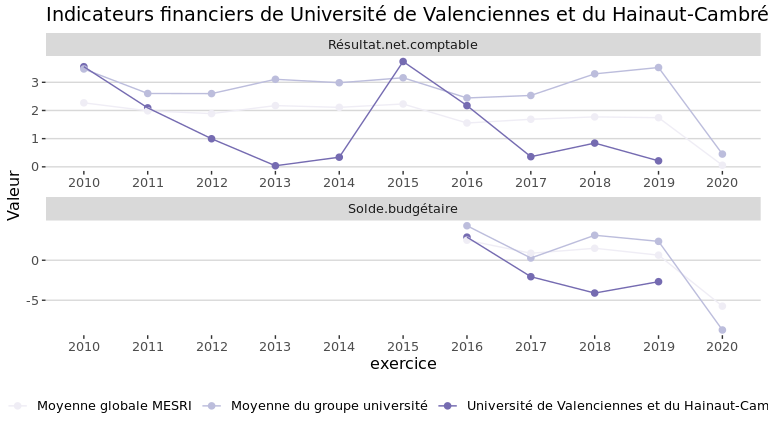 Indicateurs financiers de Université de Valenciennes et du Hainaut-Cambré
Résultat.net.comptable
3
2
1
0
2010 2011 2012 2013 2014 2015 2016 2017 2018 2019 2020
Valeur
Solde.budgétaire
0
-5
2010 2011 2012 2013 2014 2015 2016 2017 2018 2019 2020
exercice
Moyenne globale MESRI Moyenne du groupe université Université de Valenciennes et du Hainaut-Cam